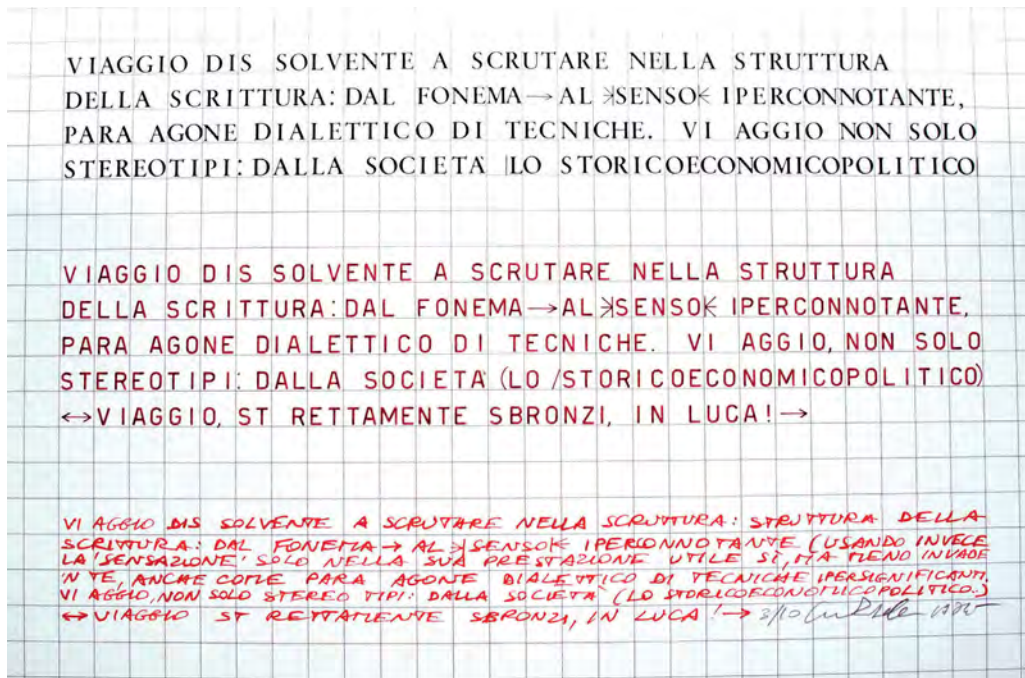 VIAGGIO DIS SOLVENTE A SCRUTARE NELLA STRUTTURA
DELLA SCRITTURA: DAL FONEMA→AL >|SENSO|< IPERCONNOTANTE,
PARA AGONE DIALETTICO DI TECNICHE. VI AGGIO NON SOLO
STEREOTIPI: DALLA SOCIETÀ |LO STORICOECONOMICOPOLITICO
VIAGGIO DIS SOLVENTE A SCRUTARE NELLA STRUTTURA
DELLA SCRITTURA: DAL FONEMA→AL >|SENSO|< IPERCONNOTANTE,
PARA AGONE DIALETTICO DI TECNICHE. VI AGGIO, NON SOLO
STEREOTIPI: DALLA SOCIETÀ (LO /STORICOECONOMICOPOLITICO)
↔VIAGGIO, ST RETTAMENTE SBRONZI, IN LUCA!→
VI AGGIO DIS SOLVENTE A SCRUTARE NELLA SCRUTTURA: STRUTTURA DELLA
SCRITTURA: DAL FONEMA→ AL >|SENSO|< IPERCONNOTANTE (USANDO INVECE
LA 'SENSAZIONE' SOLO NELLA SUA PRESTAZIONE UTILE SÌ, MA MENO INVADE
'N TE, ANCHE COME PARA AGONE DIALETTICO DI TECNICHE IPERSIGNIFICANTI.
VI AGGIO, NON SOLO STEREO TIPI: DALLA SOCIETÀ (LO STORICOECONOMICOPOLITICO.)
↔VIAGGIO ST RETTAMENTE SBRONZI, IN LUCA!→ 3/10